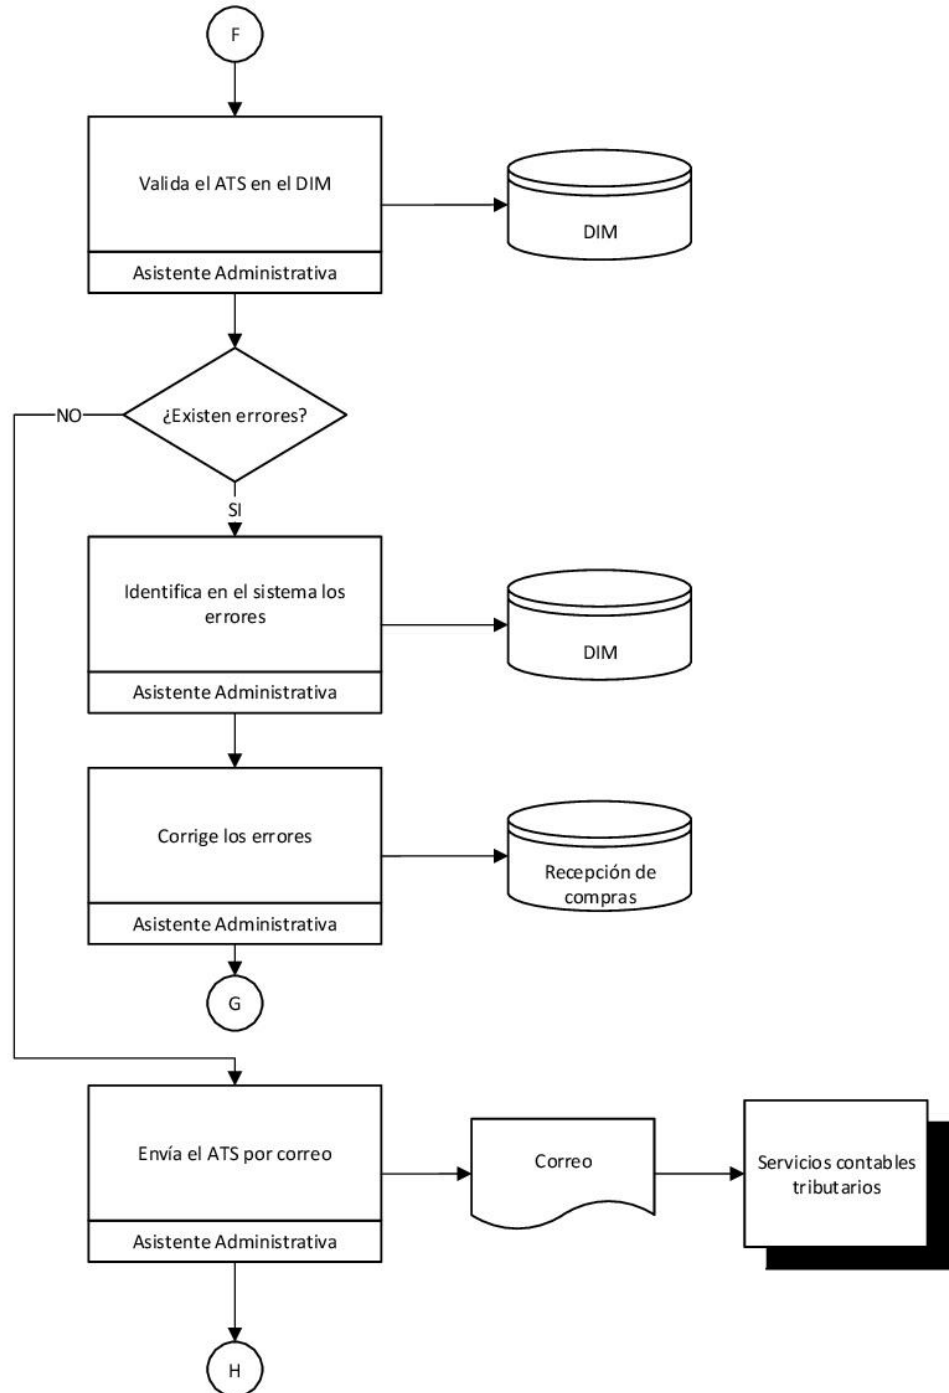 F
Valida el ATS en el DIM
DIM
Asistente Administrativa
¿Existen errores?
NO
SI
Identifica en el sistema los
errores
DIM
Asistente Administrativa
Corrige los errores
Recepción de
compras
Asistente Administrativa
G
Envía el ATS por correo
Correo
Servicios contables
tributarios
Asistente Administrativa
H